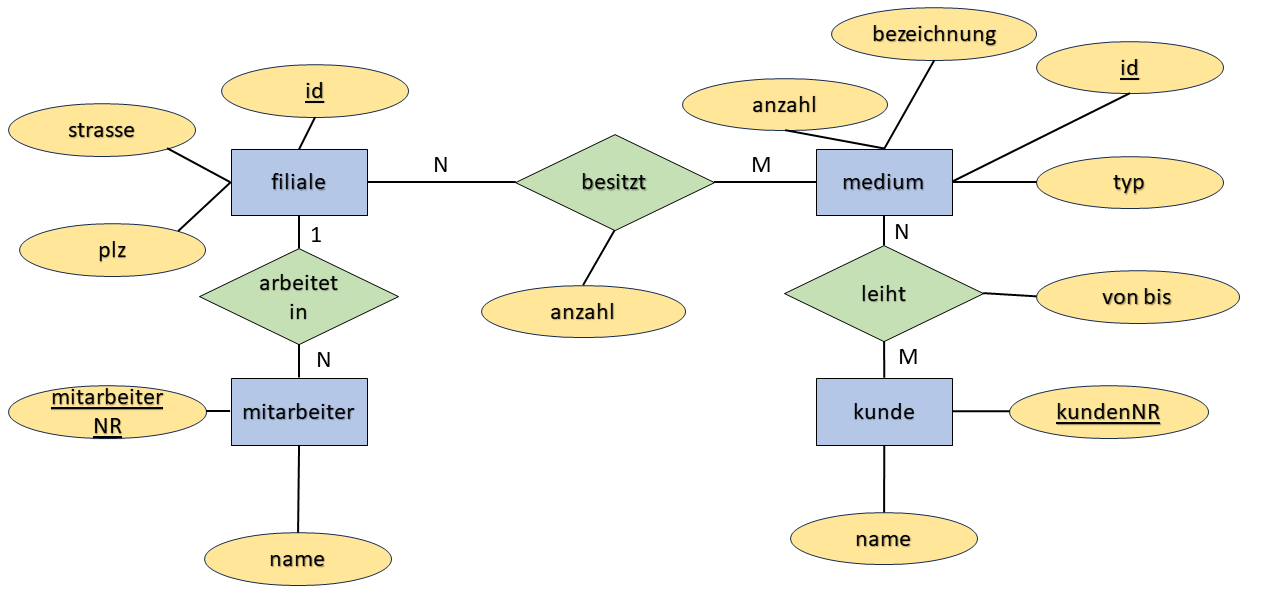 bezeichnung
id
id
anzahl
strasse
N
M
filiale
besitzt
medium
typ
1
N
plz
arbeitet
in
leiht
von bis
anzahl
N
M
mitarbeiter
NR
mitarbeiter
kunde
kundenNR
name
name